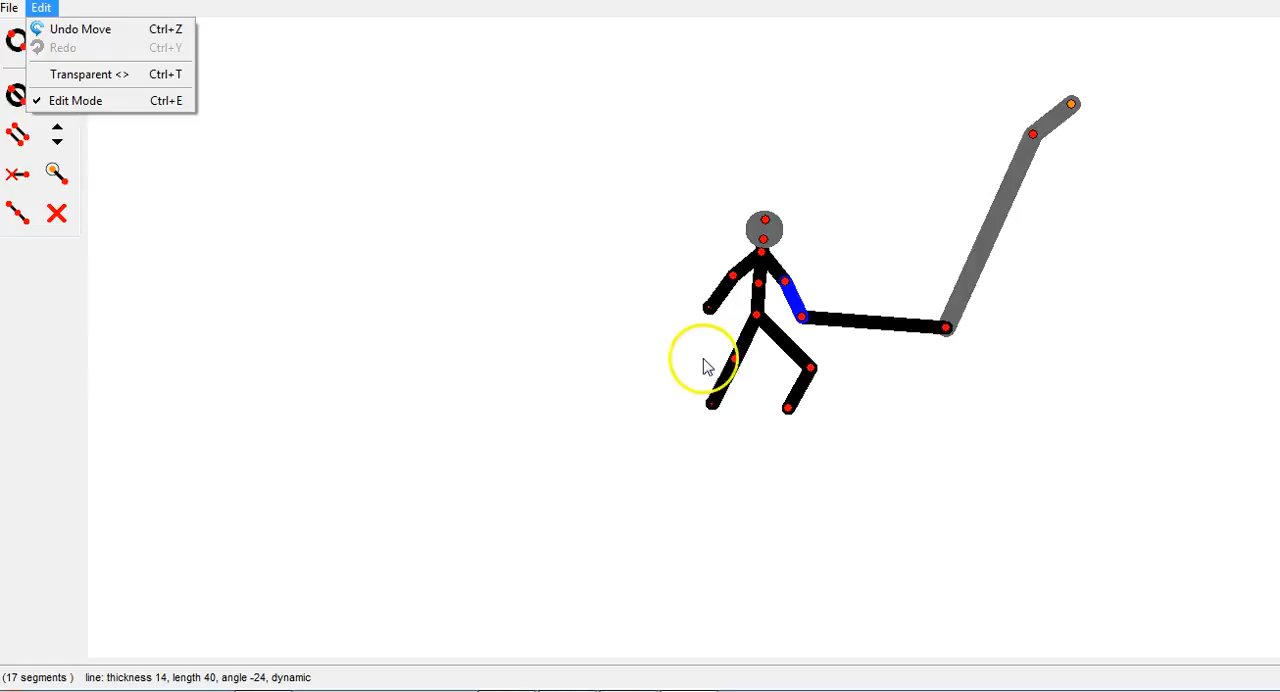 File Edit
Undo Move Ctrl+Z
Redo Ctrl+Y
Transparent <> Ctrl+T
Edit Mode Ctrl+E
(17 segments ) line: thickness 14, length 40, angle -24, dynamic